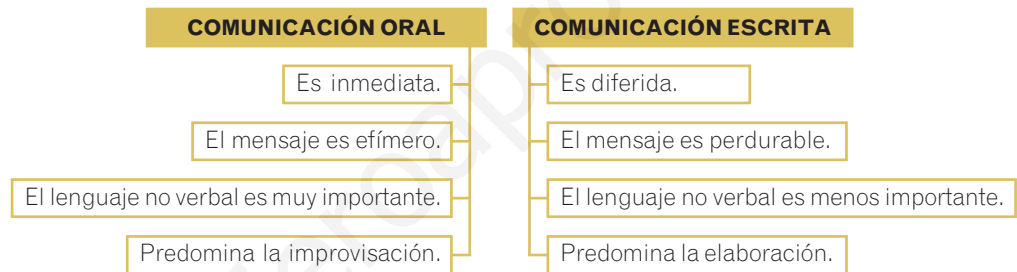 COMUNICACIÓN ORAL
Es inmediata.
El mensaje es efímero.
El lenguaje no verbal es muy importante.
Predomina la improvisación.
COMUNICACIÓN ESCRITA
Es diferida.
El mensaje es perdurable.
El lenguaje no verbal es menos importante.
Predomina la elaboración.